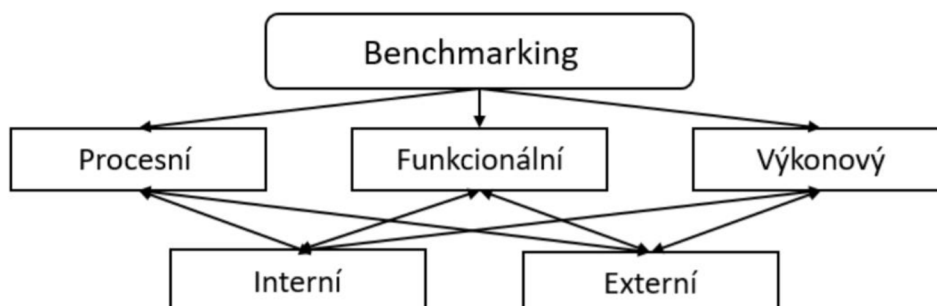 Benchmarking
Procesní
Funkcionální
Výkonový
Interní
Externí